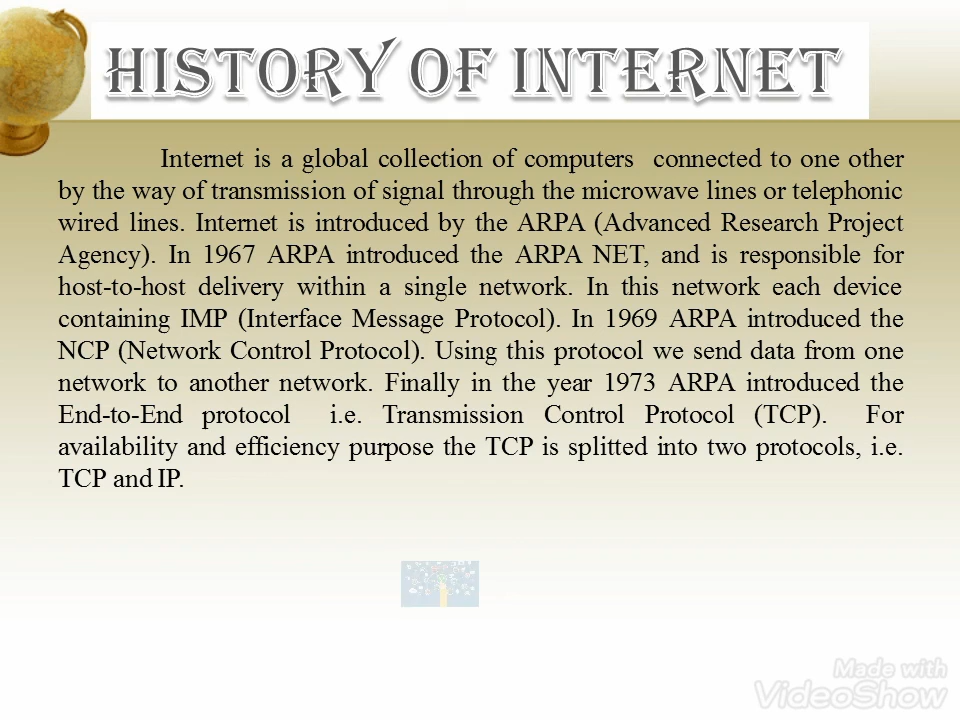 HISTORY OF INTERNET
Internet is a global collection of computers connected to one other
by the way of transmission of signal through the microwave lines or telephonic
wired lines. Internet is introduced by the ARPA (Advanced Research Project
Agency). In 1967 ARPA introduced the ARPA NET, and is responsible for
host-to-host delivery within a single network. In this network each device
containing IMP (Interface Message Protocol). In 1969 ARPA introduced the
NCP (Network Control Protocol). Using this protocol we send data from one
network to another network. Finally in the year 1973 ARPA introduced the
End-to-End protocol i.e. Transmission Control Protocol (TCP). For
availability and efficiency purpose the TCP is splitted into two protocols, i.e.
TCP and IP.
Made with
VideoShow